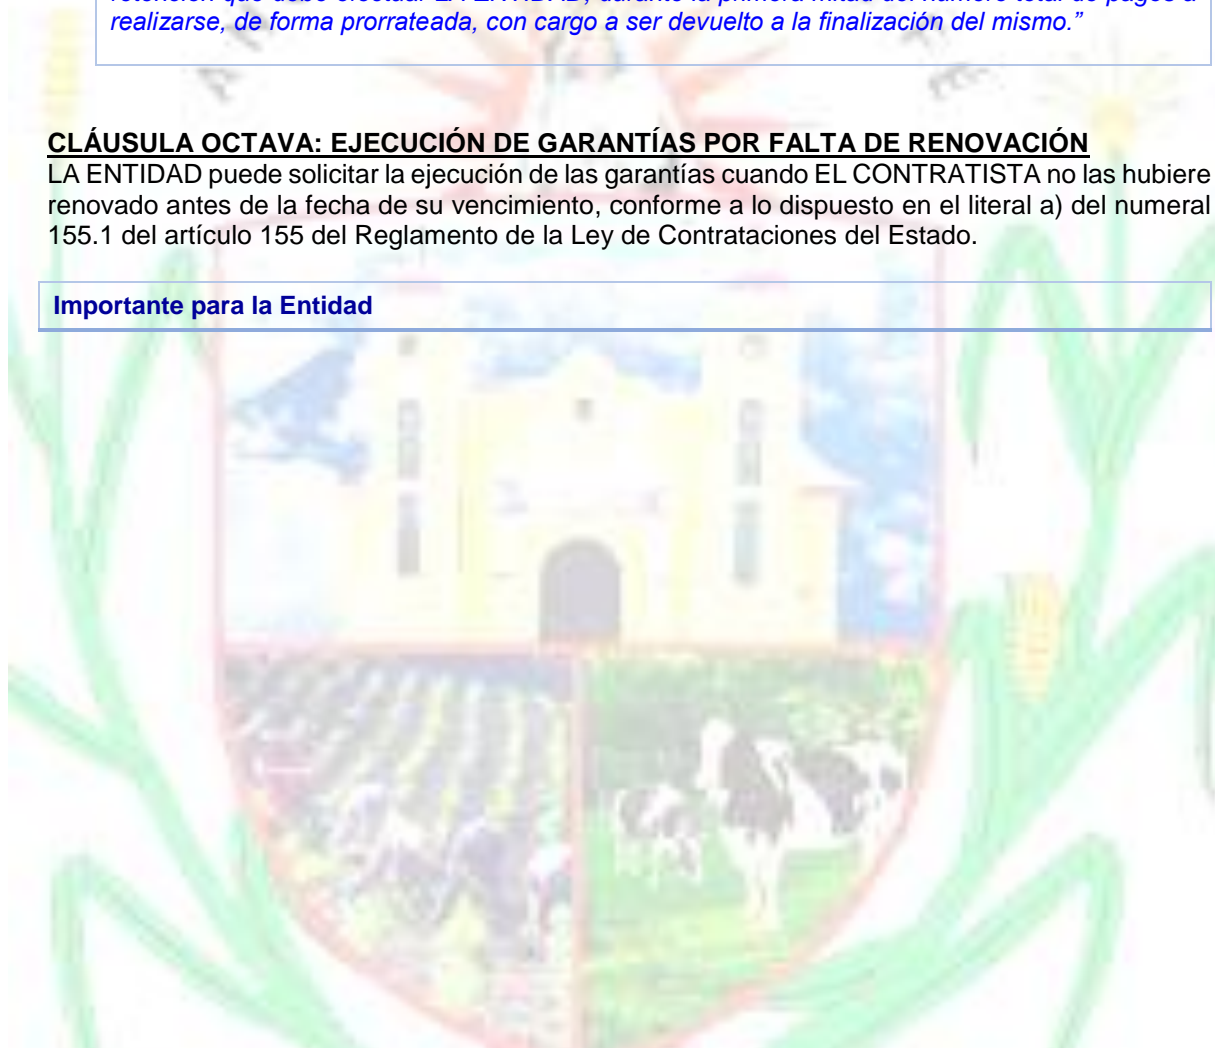 realizarse, de forma prorrateada, con cargo a ser devuelto a la finalización del mismo.”
CLÁUSULA OCTAVA: EJECUCIÓN DE GARANTÍAS POR FALTA DE RENOVACIÓN
LA ENTIDAD puede solicitar la ejecución de las garantías cuando EL CONTRATISTA no las hubiere
renovado antes de la fecha de su vencimiento, conforme a lo dispuesto en el literal a) del numeral
155.1 del artículo 155 del Reglamento de la Ley de Contrataciones del Estado.
Importante para la Entidad